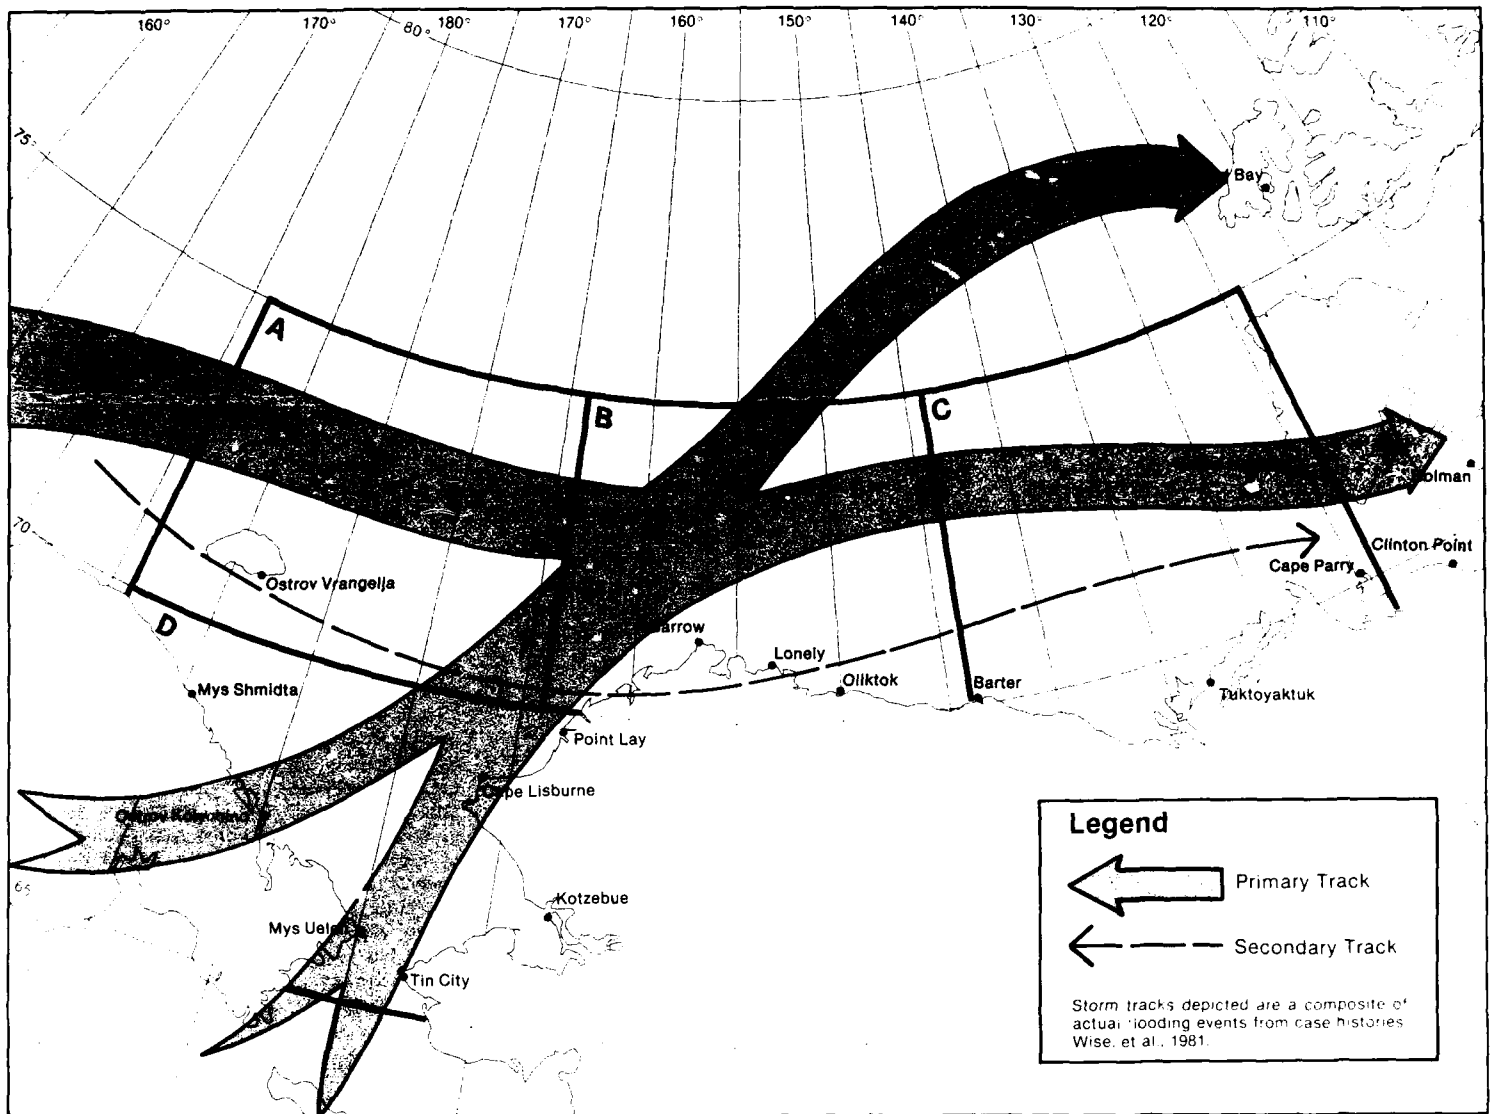 160° 170° 180° 170° 160° 150° 140° 130° 120° 110°
80°
75°
Bay
A
B
C
70
Holman
Clinton Point
Cape Parry
Ostrov Vrangelja
D
Barrow
Lonely
Mys Shmidta
Oliktok
Barter
Tuktoyaktuk
Point Lay
Cape Lisburne
65
Kotzebue
Mys Uelen
Tin City
Legend
Primary Track
Secondary Track
Storm tracks depicted are a composite of
actual flooding events from case histories
Wise, et al., 1981.